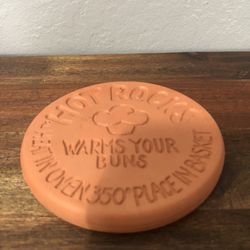 HOT ROCKS
WARMS YOUR
BUNS
HEAT IN OVEN 350° PLACE IN BASKET